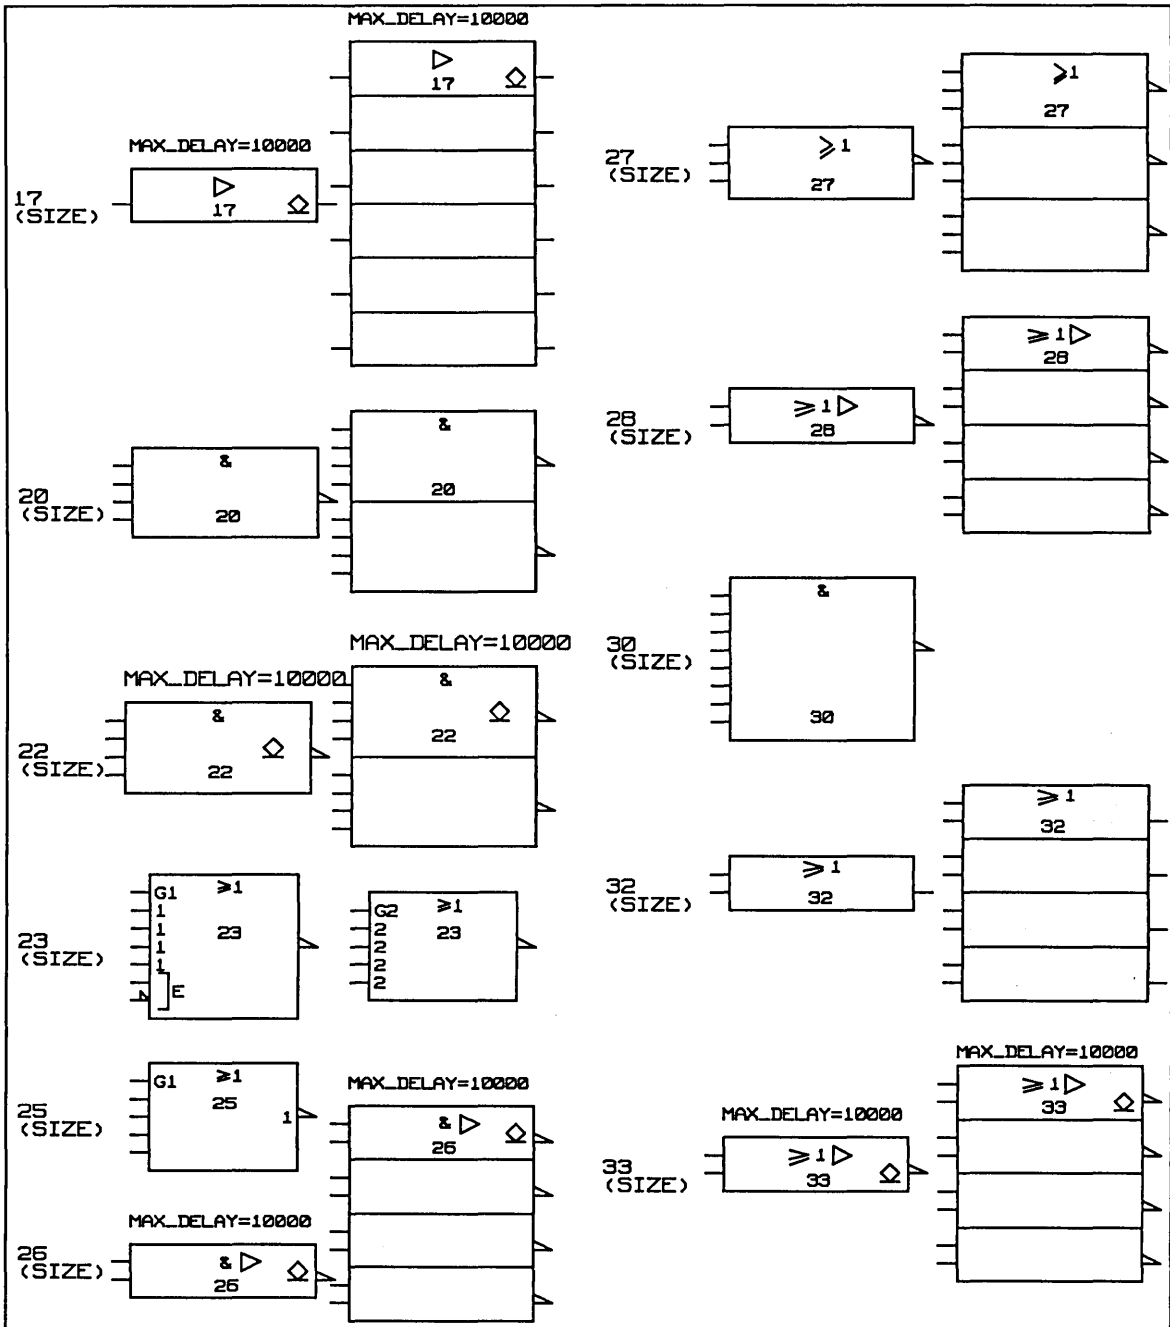 MAX_DELAY=10000
17
MAX_DELAY=10000
17
17
(SIZE)
&
20
&
20
20
(SIZE)
MAX_DELAY=10000
&
22
MAX_DELAY=10000
&
22
22
(SIZE)
G1 ≥1
1
1 23
1
1
E
G2 ≥1
2 23
2
2
2
23
(SIZE)
G1 ≥1
25
1
25
(SIZE)
MAX_DELAY=10000
&
26
MAX_DELAY=10000
&
26
26
(SIZE)
≥1
27
≥1
27
27
(SIZE)
≥1
28
≥1
28
28
(SIZE)
&
30
30
(SIZE)
≥1
32
≥1
32
32
(SIZE)
MAX_DELAY=10000
≥1
33
MAX_DELAY=10000
≥1
33
33
(SIZE)